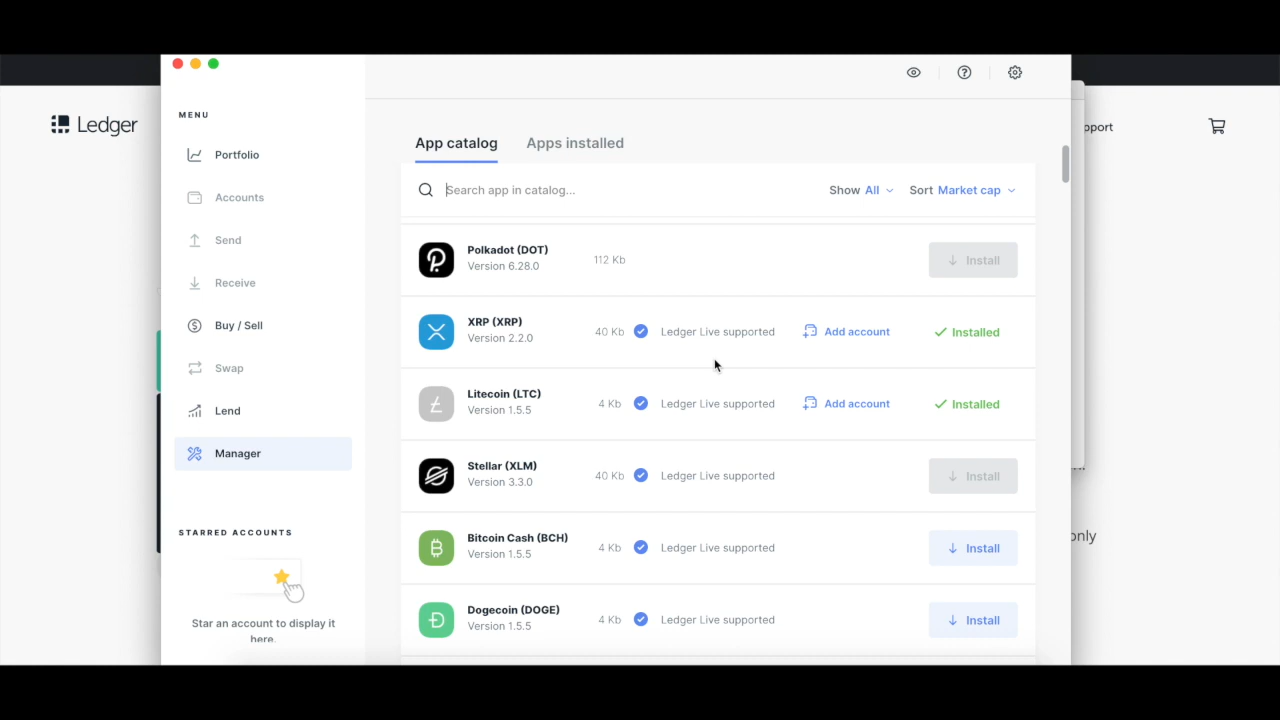 Ledger
pport
MENU
Portfolio
Accounts
Send
Receive
Buy / Sell
Swap
Lend
Manager
STARRED ACCOUNTS
Star an account to display it
here.
App catalog Apps installed
Search app in catalog... Show All Sort Market cap
Polkadot (DOT)
Version 6.28.0 112 Kb Install
XRP (XRP)
Version 2.2.0 40 Kb Ledger Live supported Add account Installed
Litecoin (LTC)
Version 1.5.5 4 Kb Ledger Live supported Add account Installed
Stellar (XLM)
Version 3.3.0 40 Kb Ledger Live supported Install
Bitcoin Cash (BCH)
Version 1.5.5 4 Kb Ledger Live supported Install
Dogecoin (DOGE)
Version 1.5.5 4 Kb Ledger Live supported Install
only